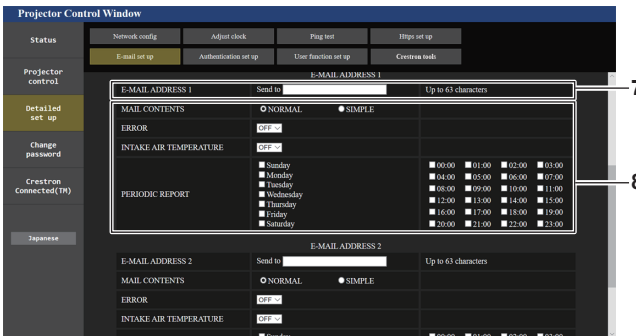 Projector Control Window
Status
Network config Adjust clock Ping test Https set up
E-mail set up Authentication set up User function set up Crestron tools
Projector control
Detailed set up
Change password
Crestron Connected(TM)
Japanese
E-MAIL ADDRESS 1
E-MAIL ADDRESS 1 Send to Up to 63 characters
7
MAIL CONTENTS NORMAL SIMPLE
ERROR OFF
INTAKE AIR TEMPERATURE OFF
PERIODIC REPORT
Sunday 00:00 01:00 02:00 03:00
Monday 04:00 05:00 06:00 07:00
Tuesday 08:00 09:00 10:00 11:00
Wednesday 12:00 13:00 14:00 15:00
Thursday 16:00 17:00 18:00 19:00
Friday 20:00 21:00 22:00 23:00
Saturday
8
E-MAIL ADDRESS 2
E-MAIL ADDRESS 2 Send to Up to 63 characters
MAIL CONTENTS NORMAL SIMPLE
ERROR OFF
INTAKE AIR TEMPERATURE OFF